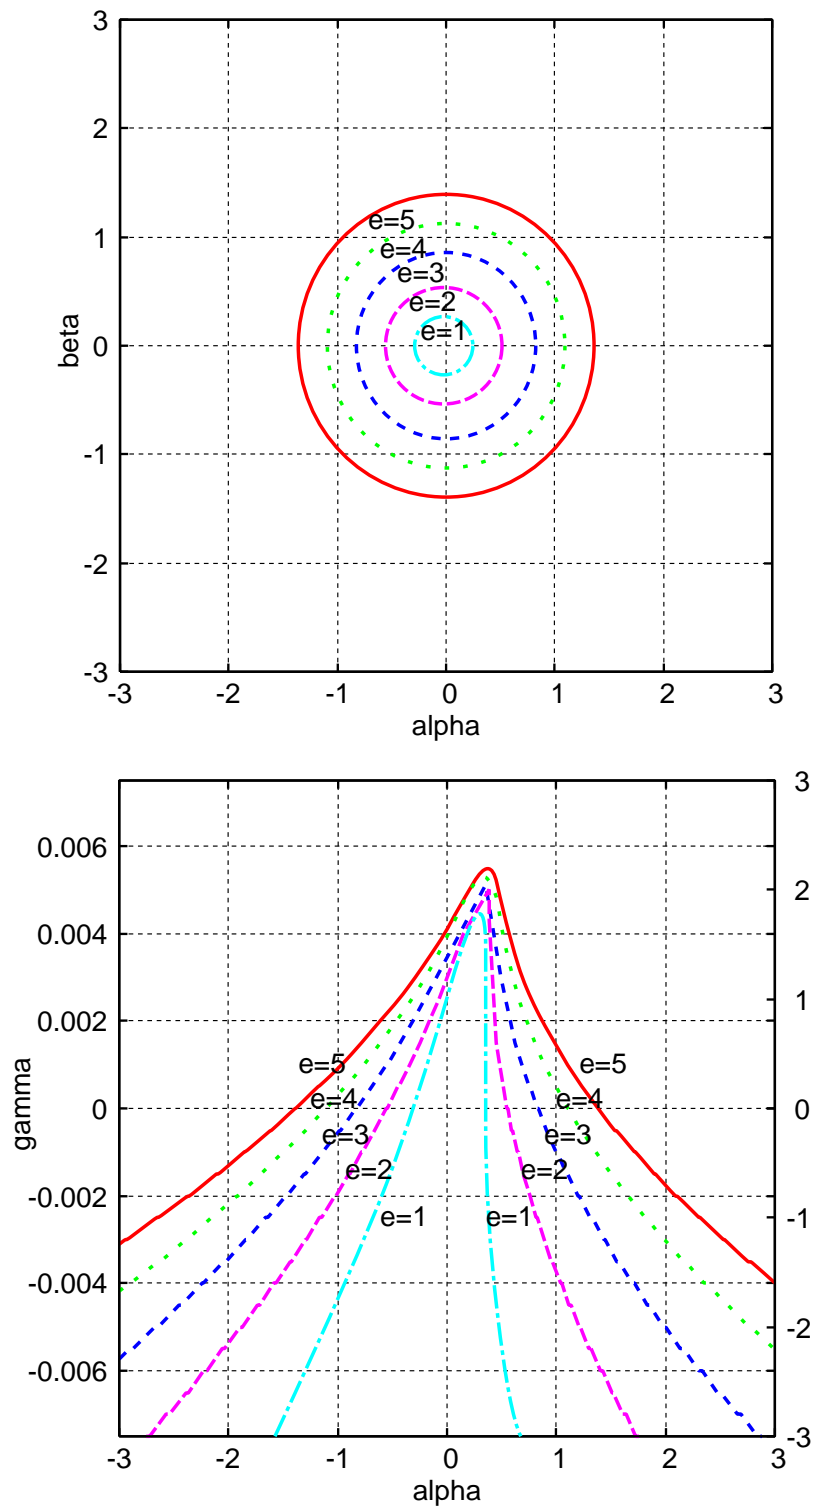 3
2
1
0
-1
-2
-3
beta
e=5
e=4
e=3
e=2
e=1
-3 -2 -1 0 1 2 3
alpha
0.006
0.004
0.002
0
-0.002
-0.004
-0.006
gamma
3
2
1
0
-1
-2
-3
e=5 e=5
e=4 e=4
e=3 e=3
e=2 e=2
e=1 e=1
-3 -2 -1 0 1 2 3
alpha